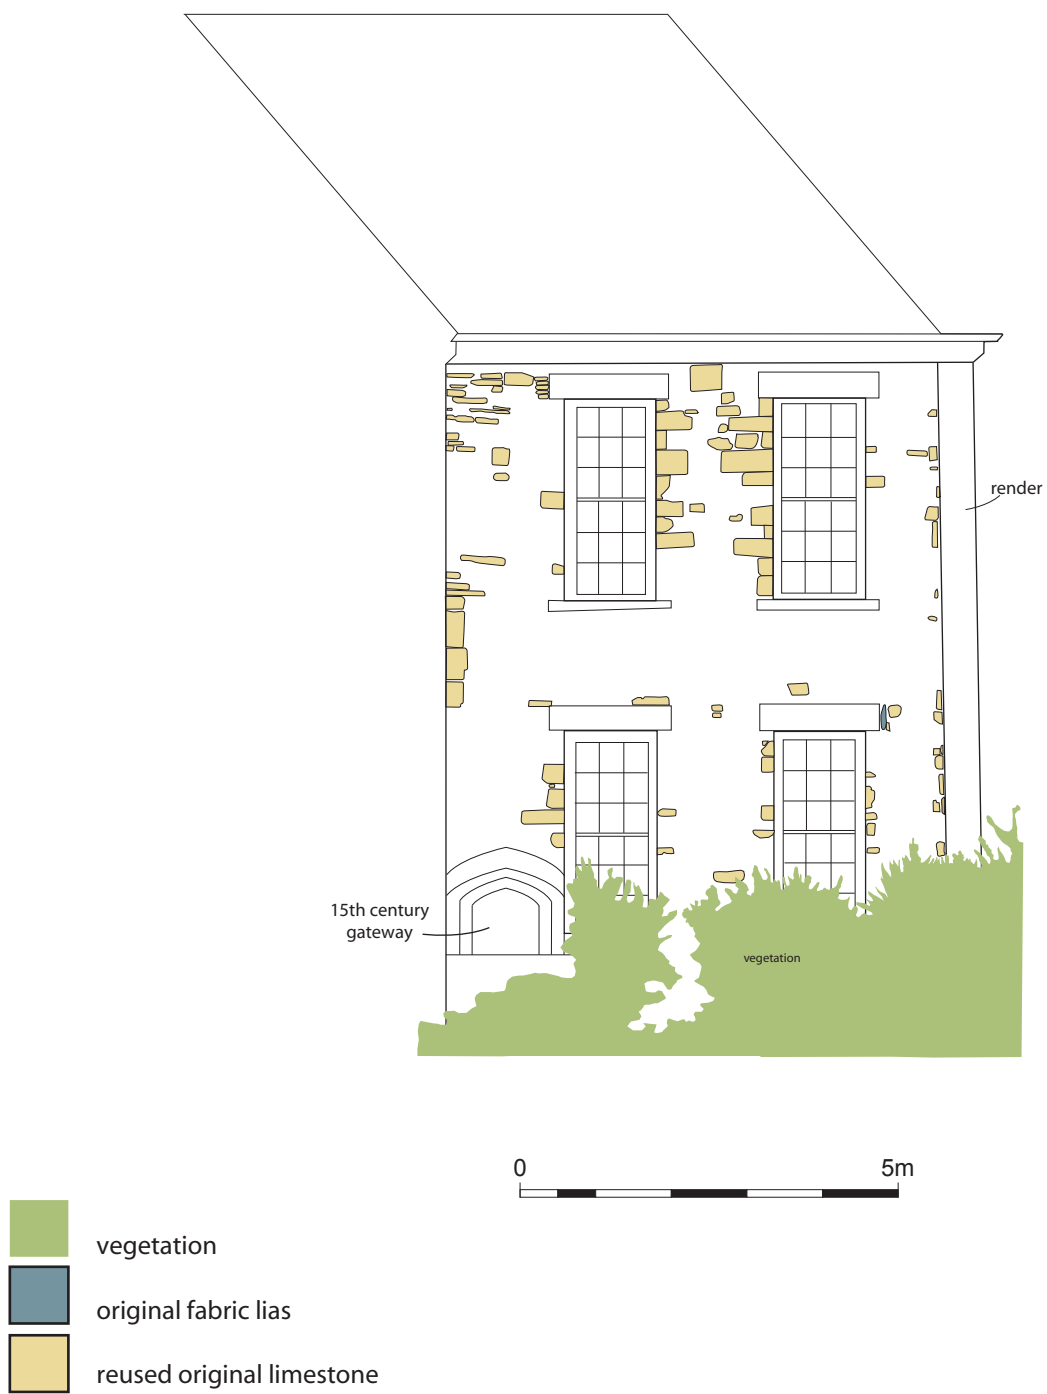 render
15th century
gateway
vegetation
0 5m
vegetation
original fabric lias
reused original limestone